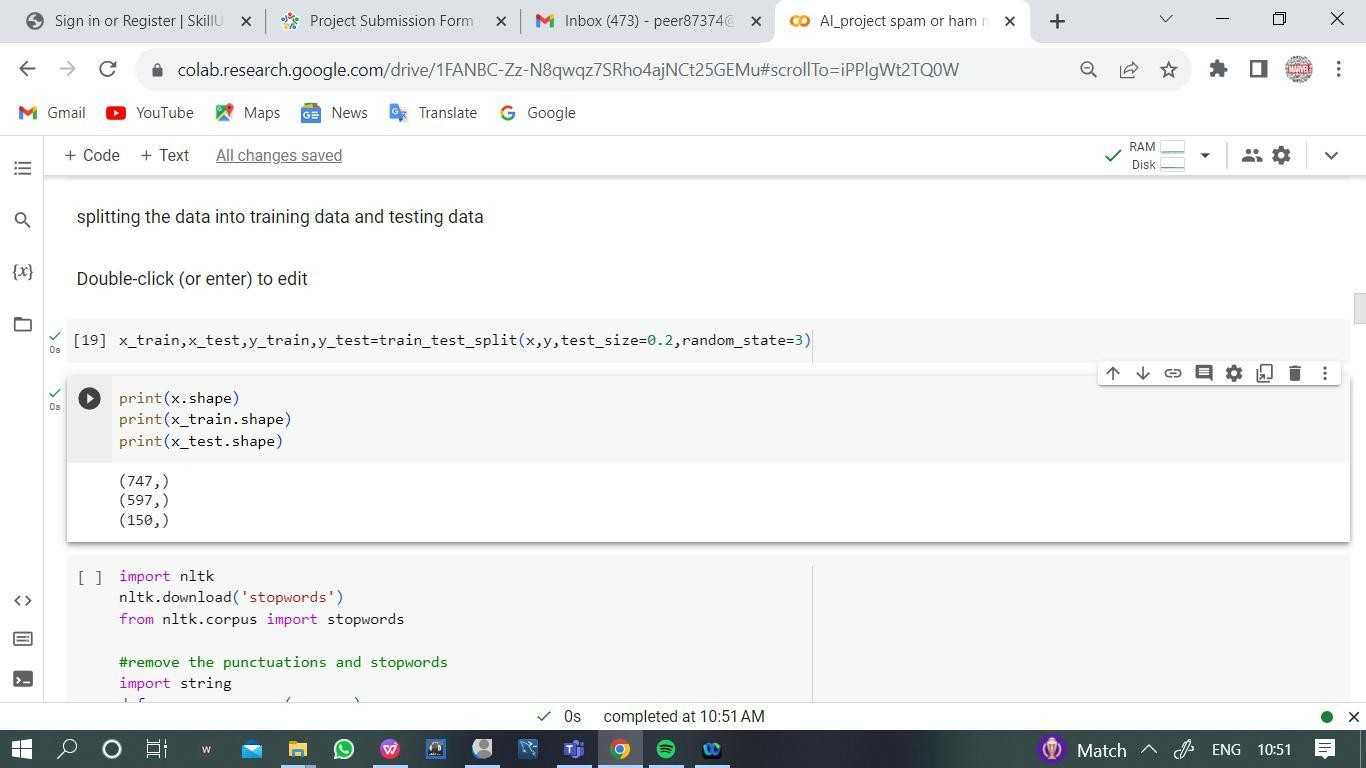 Sign in or Register | SkillU
Project Submission Form
Inbox (473) - peer87374@
AI_project spam or ham m
colab.research.google.com/drive/1FANBC-Zz-N8qwqz7SRho4ajNCt25GEMu#scrollTo=iPPlgWt2TQ0W
Gmail
YouTube
Maps
News
Translate
Google
+ Code
+ Text
All changes saved
RAM
Disk
splitting the data into training data and testing data
Double-click (or enter) to edit
0s
[19] x_train,x_test,y_train,y_test=train_test_split(x,y,test_size=0.2,random_state=3)
0s
print(x.shape)
print(x_train.shape)
print(x_test.shape)
(747,)
(597,)
(150,)
[ ] import nltk
nltk.download('stopwords')
from nltk.corpus import stopwords
#remove the punctuations and stopwords
import string
0s completed at 10:51 AM
Match
ENG
10:51